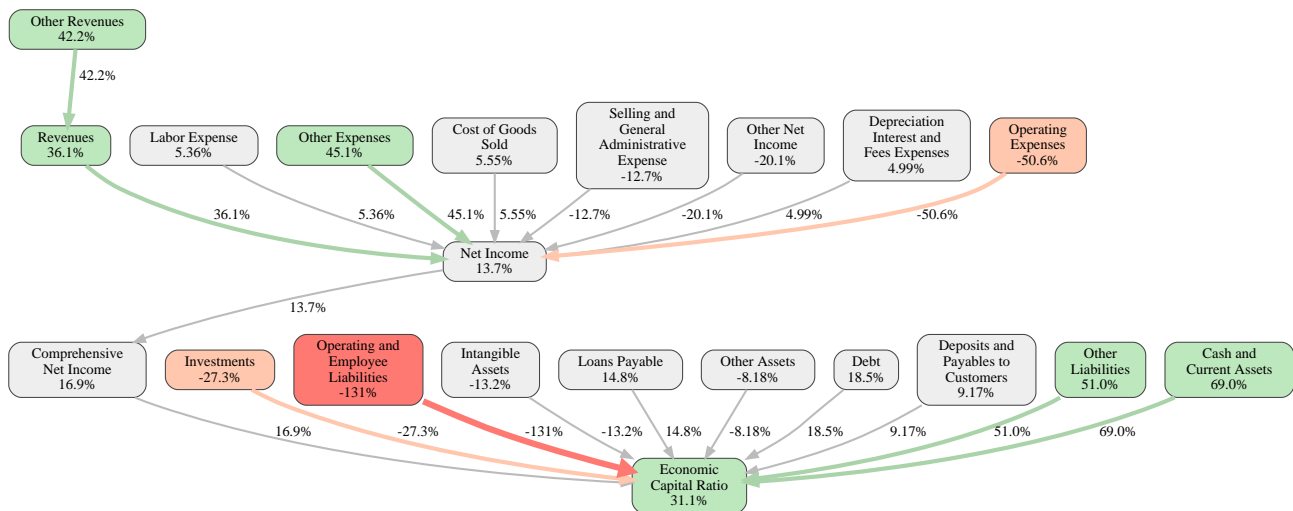 Other Revenues
42.2%
42.2%
Revenues
36.1%
Labor Expense
5.36%
Other Expenses
45.1%
Cost of Goods
Sold
5.55%
Selling and
General
Administrative
Expense
-12.7%
Other Net
Income
-20.1%
Depreciation
Interest and
Fees Expenses
4.99%
Operating
Expenses
-50.6%
36.1%
5.36%
45.1%
5.55%
-12.7%
-20.1%
4.99%
-50.6%
Net Income
13.7%
13.7%
Comprehensive
Net Income
16.9%
Investments
-27.3%
Operating and
Employee
Liabilities
-131%
Intangible
Assets
-13.2%
Loans Payable
14.8%
Other Assets
-8.18%
Debt
18.5%
Deposits and
Payables to
Customers
9.17%
Other
Liabilities
51.0%
Cash and
Current Assets
69.0%
16.9%
-27.3%
-131%
-13.2%
14.8%
-8.18%
18.5%
9.17%
51.0%
69.0%
Economic
Capital Ratio
31.1%